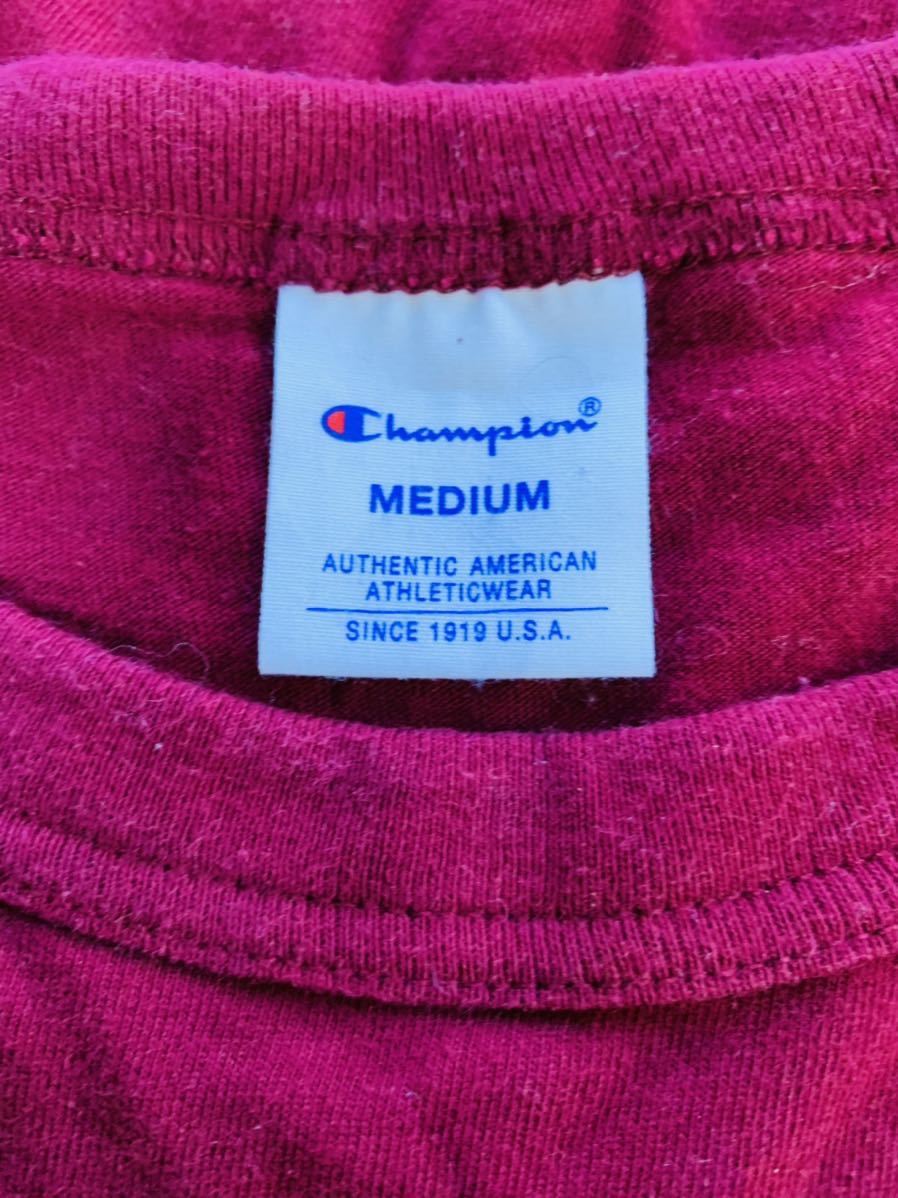 Champion®
MEDIUM
AUTHENTIC AMERICAN
ATHLETICWEAR
SINCE 1919 U.S.A.